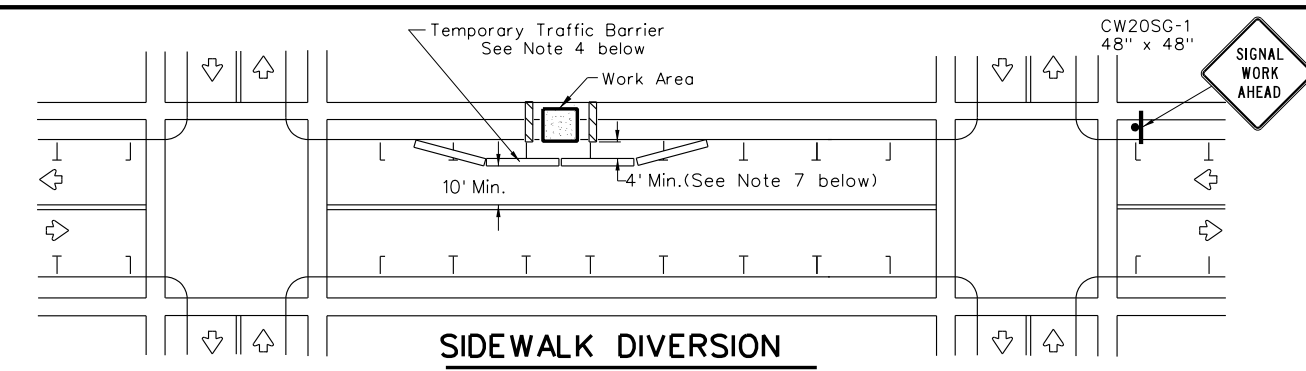 Temporary Traffic Barrier
See Note 4 below
Work Area
CW20SG-1
48" x 48"
SIGNAL
WORK
AHEAD
10' Min.
4' Min.(See Note 7 below)
SIDEWALK DIVERSION